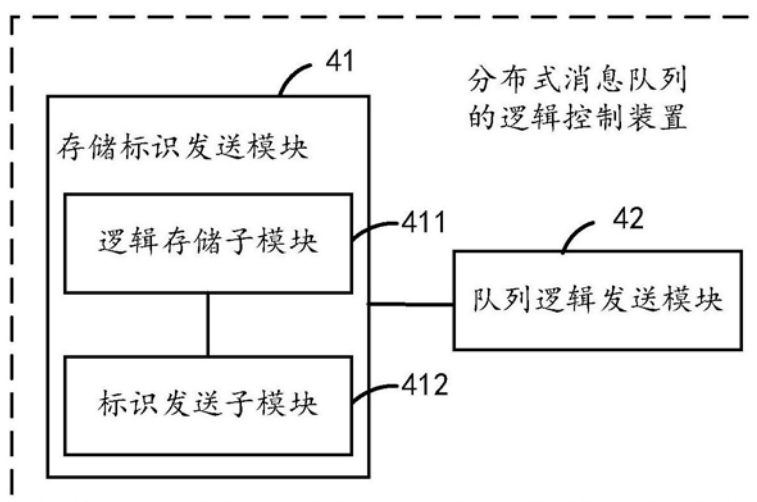 41
分布式消息队列
的逻辑控制装置
存储标识发送模块
逻辑存储子模块
411
42
队列逻辑发送模块
标识发送子模块
412